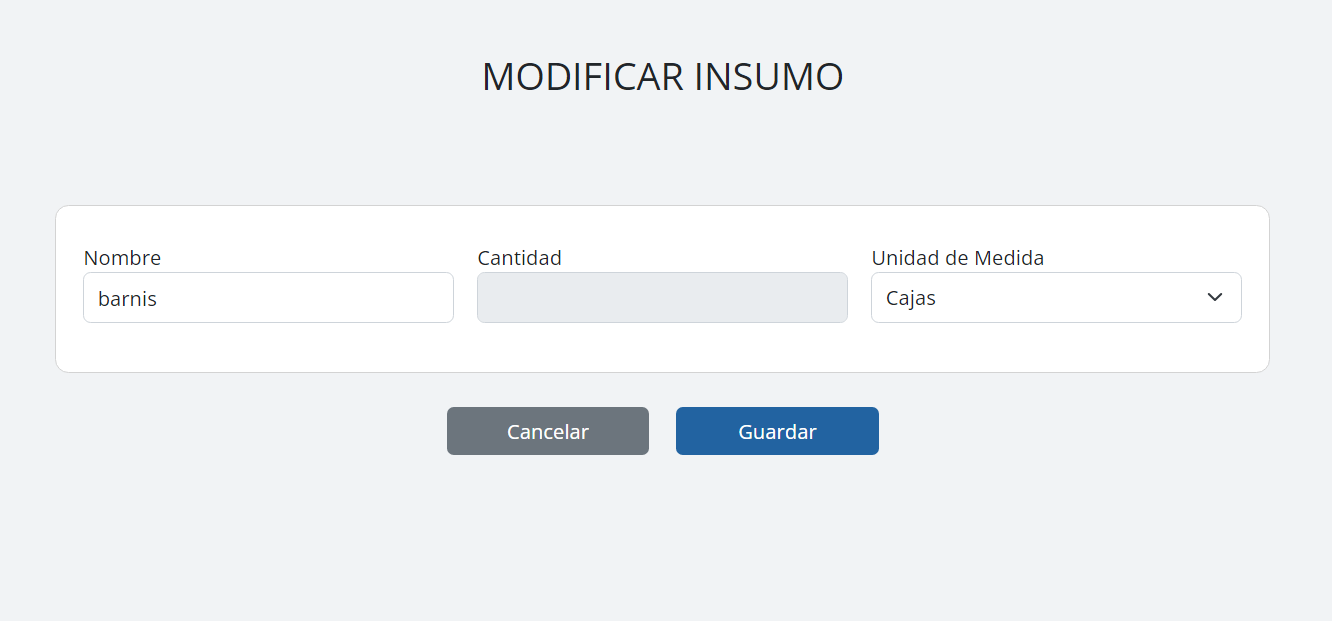 MODIFICAR INSUMO
Nombre
Cantidad
Unidad de Medida
barnis
Cajas
Cancelar
Guardar